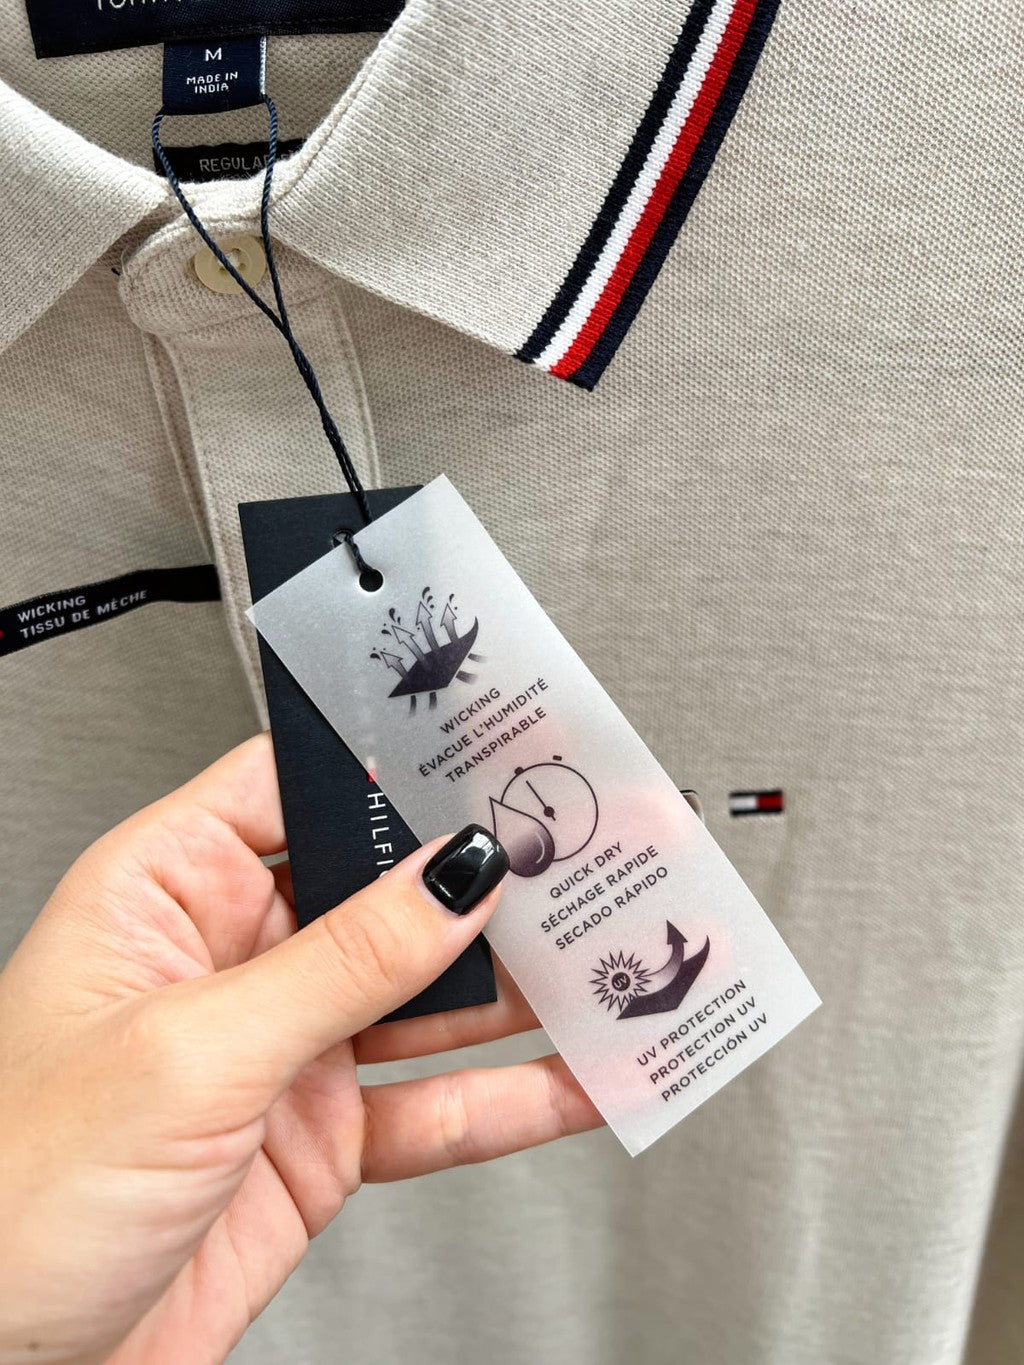 M
MADE IN
INDIA
REGULAR
WICKING
TISSU DE MÈCHE
WICKING
ÉVACUE L'HUMIDITÉ
TRANSPIRABLE
QUICK DRY
SÉCHAGE RAPIDE
SECADO RÁPIDO
UV
UV PROTECTION
PROTECTION UV
PROTECCIÓN UV